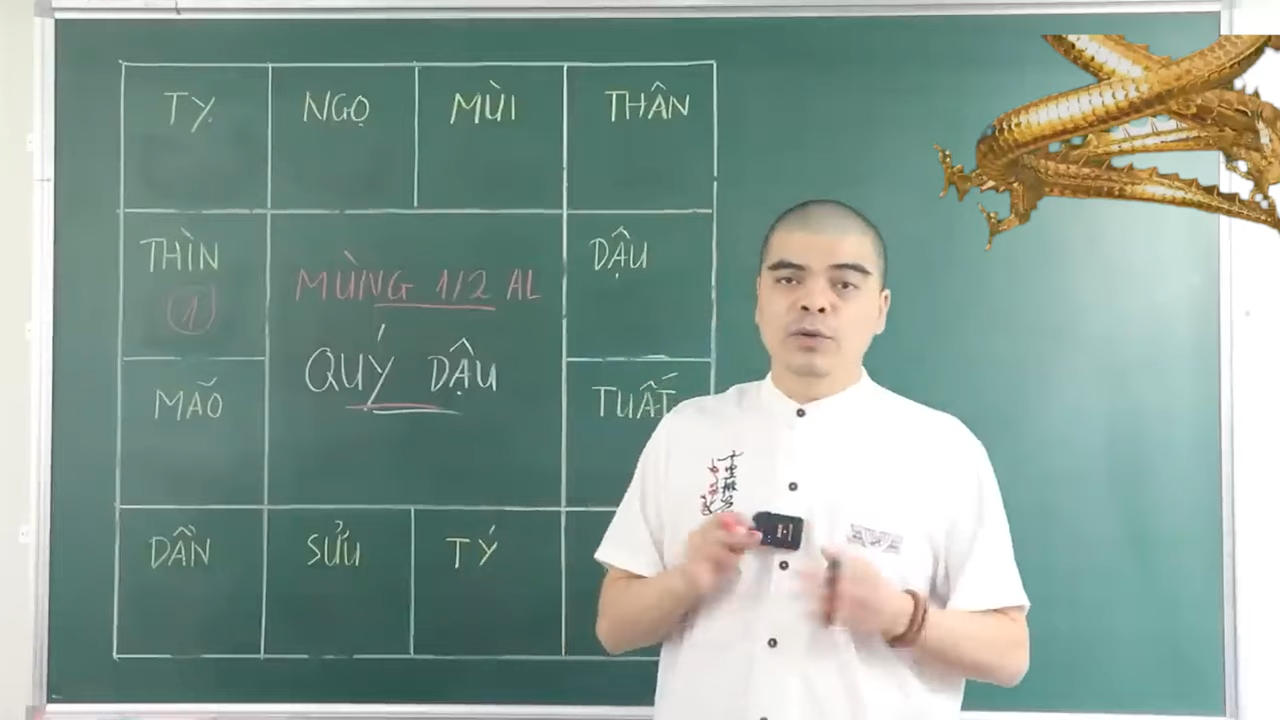 TỴ NGỌ MÙI THÂN
THÌN
1
MÙNG 1/2 AL
DẬU
QUÝ DẬU
MÃO
TUẤT
DẦN SỬU TÝ